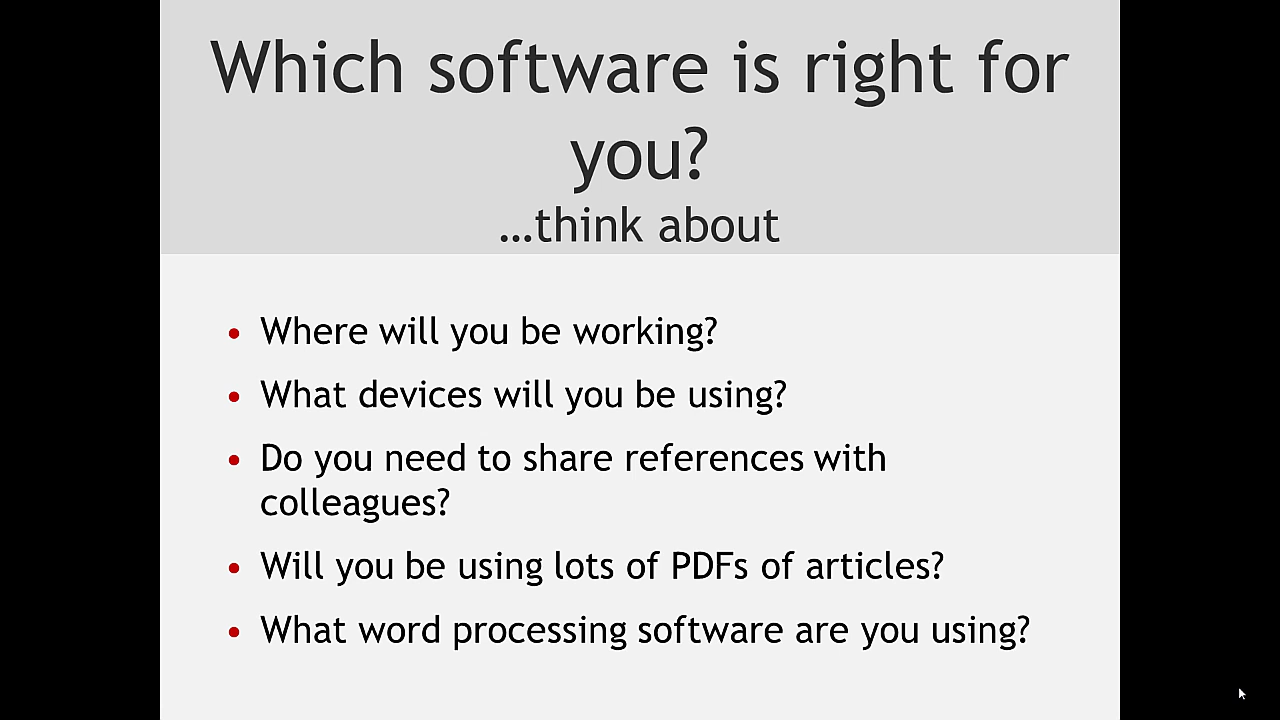 Which software is right for
you?
...think about
• Where will you be working?
• What devices will you be using?
• Do you need to share references with
colleagues?
• Will you be using lots of PDFs of articles?
• What word processing software are you using?